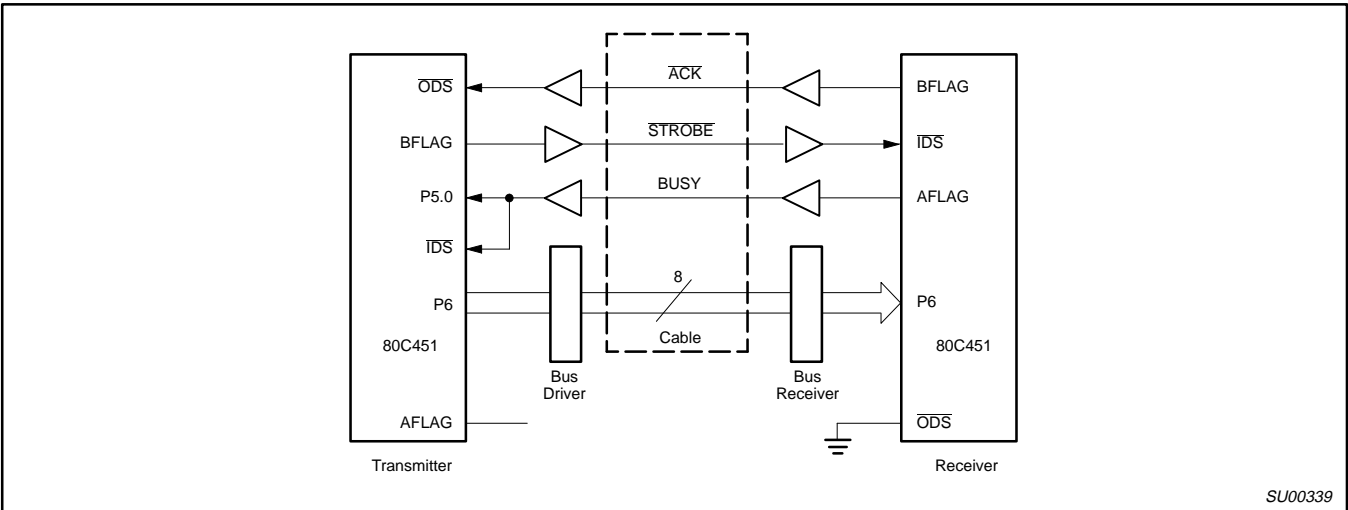 ODS
ACK
BFLAG
BFLAG
STROBE
IDS
P5.0
BUSY
AFLAG
IDS
P6
8
P6
80C451
Cable
80C451
Bus
Driver
Bus
Receiver
AFLAG
ODS
Transmitter
Receiver
SU00339